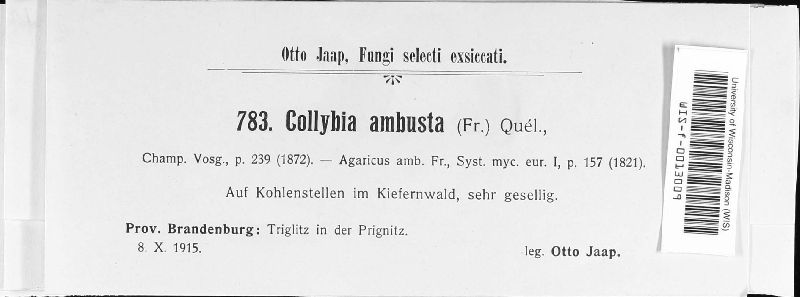 Otto Jaap, Fungi selecti exsiccati.
783. Collybia ambusta (Fr.) Quél.,
Champ. Vosg., p. 239 (1872). — Agaricus amb. Fr., Syst. myc. eur. I, p. 157 (1821).
Auf Kohlenstellen im Kiefernwald, sehr gesellig.
Prov. Brandenburg: Triglitz in der Prignitz.
8. X. 1915.
leg. Otto Jaap.
University of Wisconsin-Madison (WIS)
WIS-f-0013009